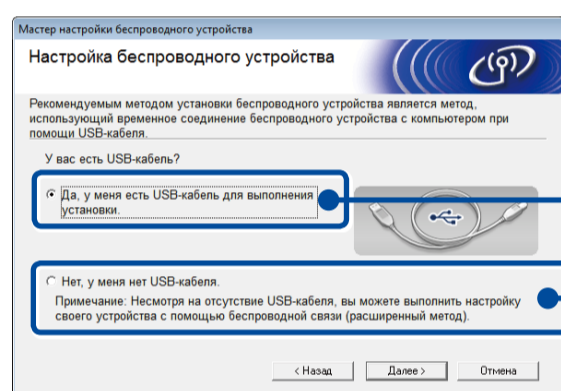 Мастер настройки беспроводного устройства
Настройка беспроводного устройства
Рекомендуемым методом установки беспроводного устройства является метод,
использующий временное соединение беспроводного устройства с компьютером при
помощи USB-кабеля.
У вас есть USB-кабель?
Да, у меня есть USB-кабель для выполнения
установки.
Нет, у меня нет USB-кабеля.
Примечание: Несмотря на отсутствие USB-кабеля, вы можете выполнить настройку
своего устройства с помощью беспроводной связи (расширенный метод).
< Назад Далее > Отмена